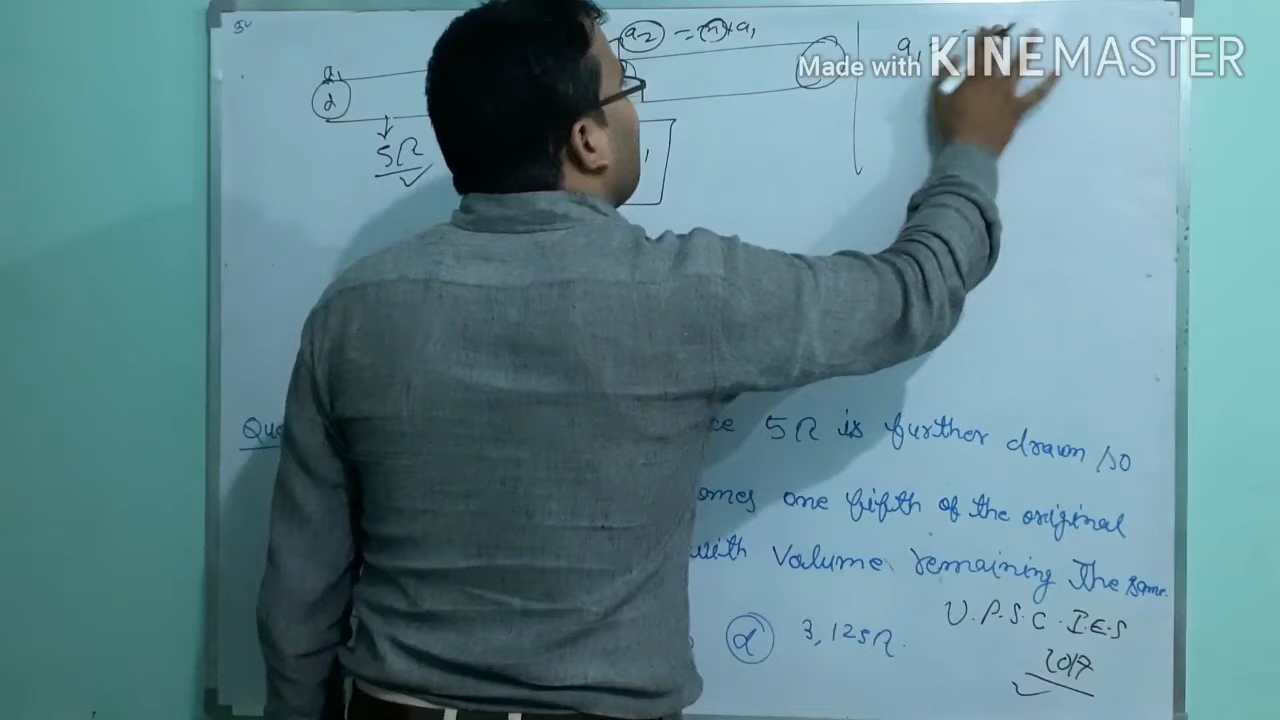 a2 = (n) × a1
a1
Made with KINEMASTER
a1
d
5Ω
Que
5Ω is further drawn so
omes one fifth of the original
with Volume remaining The same.
U.P.S.C. I.E.S
d 3,125Ω.
2017